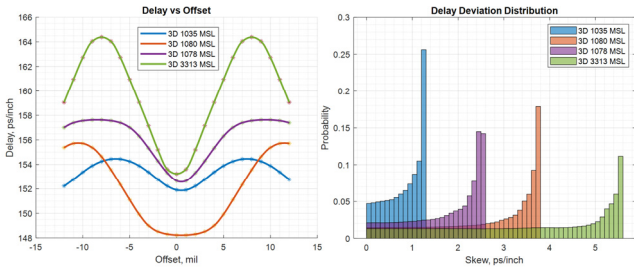 Delay vs Offset
166
164
162
160
158
156
154
152
150
148
Delay, ps/inch
3D 1035 MSL
3D 1080 MSL
3D 1078 MSL
3D 3313 MSL
-15
-10
-5
0
5
10
15
Offset, mil
Delay Deviation Distribution
0.3
0.25
0.2
0.15
0.1
0.05
0
Probability
3D 1035 MSL
3D 1080 MSL
3D 1078 MSL
3D 3313 MSL
0
1
2
3
4
5
Skew, ps/inch